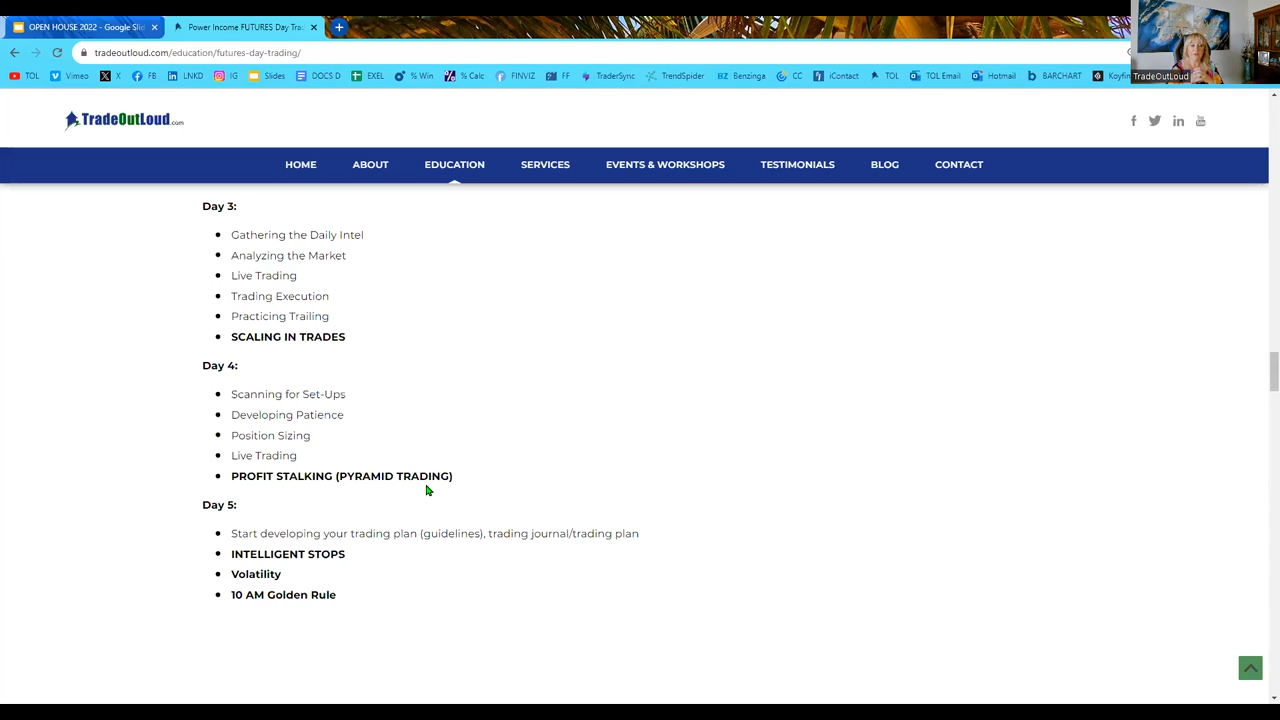 OPEN HOUSE 2022 - Google Slid
Power Income FUTURES Day Tra
tradeoutloud.com/education/futures-day-trading/
TOL Vimeo X FB LNKD IG Slides DOCS D EXEL % Win % Calc FINVIZ FF TraderSync TrendSpider Benzinga CC iContact TOL TOL Email Hotmail BARCHART Koyfin
TradeOutLoud
TradeOutLoud.com
HOME ABOUT EDUCATION SERVICES EVENTS & WORKSHOPS TESTIMONIALS BLOG CONTACT
Day 3:
Gathering the Daily Intel
Analyzing the Market
Live Trading
Trading Execution
Practicing Trailing
SCALING IN TRADES
Day 4:
Scanning for Set-Ups
Developing Patience
Position Sizing
Live Trading
PROFIT STALKING (PYRAMID TRADING)
Day 5:
Start developing your trading plan (guidelines), trading journal/trading plan
INTELLIGENT STOPS
Volatility
10 AM Golden Rule